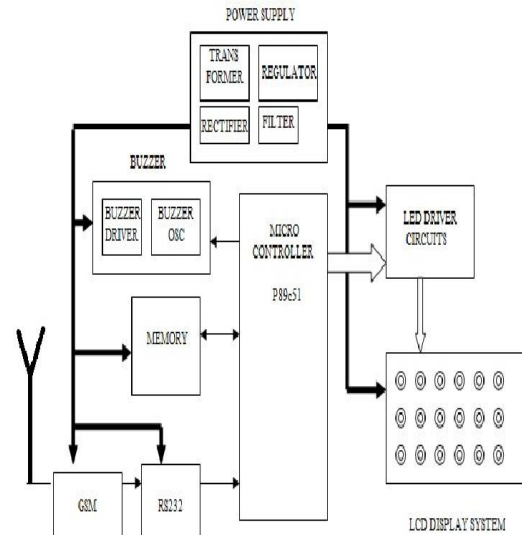 POWER SUPPLY
TRANS
FORMER
REGULATOR
RECTIFIER
FILTER
BUZZER
BUZZER
DRIVER
BUZZER
OSC
MICRO
CONTROLLER
P89c51
LED DRIVER
CIRCUITS
MEMORY
GSM
RS232
LCD DISPLAY SYSTEM